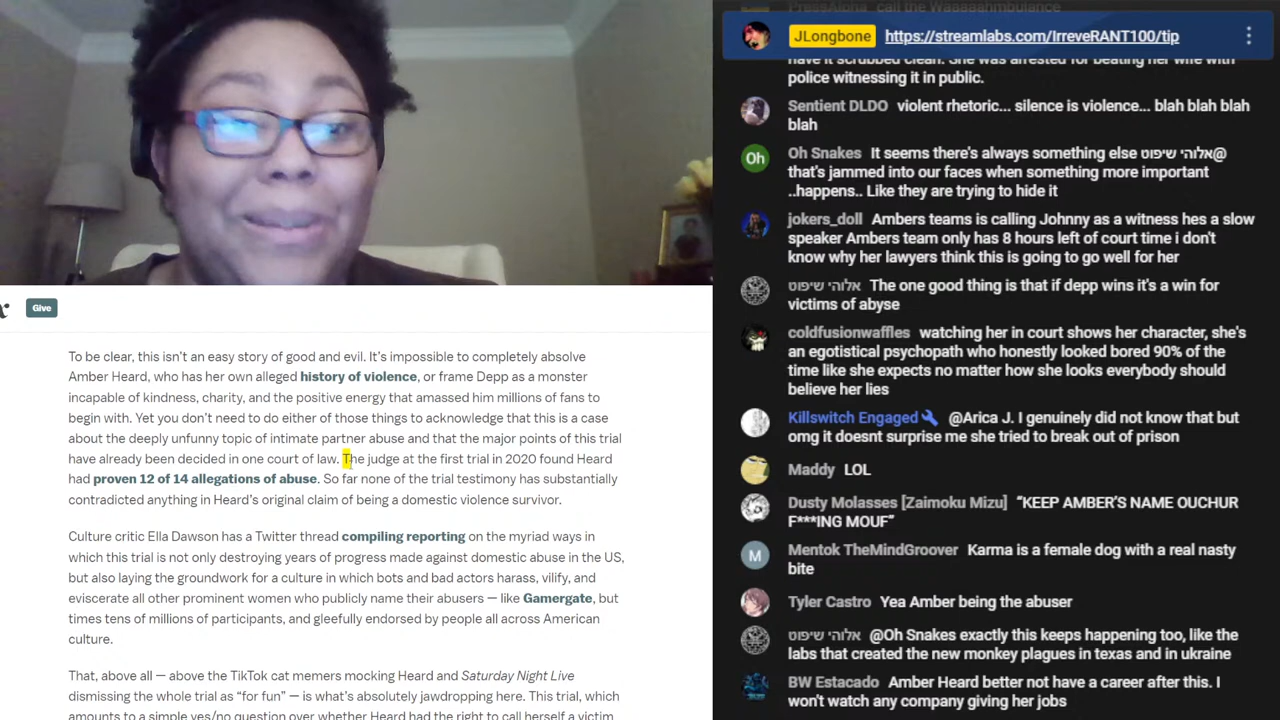 Give
To be clear, this isn't an easy story of good and evil. It's impossible to completely absolve
Amber Heard, who has her own alleged history of violence, or frame Depp as a monster
incapable of kindness, charity, and the positive energy that amassed him millions of fans to
begin with. Yet you don't need to do either of those things to acknowledge that this is a case
about the deeply unfunny topic of intimate partner abuse and that the major points of this trial
have already been decided in one court of law. The judge at the first trial in 2020 found Heard
had proven 12 of 14 allegations of abuse. So far none of the trial testimony has substantially
contradicted anything in Heard's original claim of being a domestic violence survivor.
Culture critic Ella Dawson has a Twitter thread compiling reporting on the myriad ways in
which this trial is not only destroying years of progress made against domestic abuse in the US,
but also laying the groundwork for a culture in which bots and bad actors harass, vilify, and
eviscerate all other prominent women who publicly name their abusers — like Gamergate, but
times tens of millions of participants, and gleefully endorsed by people all across American
culture.
That, above all — above the TikTok cat memers mocking Heard and Saturday Night Live
dismissing the whole trial as "for fun" — is what's absolutely jawdropping here. This trial, which
amounts to a simple yes/no question over whether Heard had the right to call herself a victim
PressAlpha call the Waaaaahmbulance
JLongbone https://streamlabs.com/IrreveRANT100/tip
have it scrubbed clean. She was arrested for beating her wife with
police witnessing it in public.
Sentient DLDO violent rhetoric... silence is violence... blah blah blah
blah
Oh
Oh Snakes It seems there's always something else אלוהי שיפוט@
that's jammed into our faces when something more important
..happens.. Like they are trying to hide it
jokers_doll Ambers teams is calling Johnny as a witness hes a slow
speaker Ambers team only has 8 hours left of court time i don't
know why her lawyers think this is going to go well for her
אלוהי שיפוט The one good thing is that if depp wins it's a win for
victims of abyse
coldfusionwaffles watching her in court shows her character, she's
an egotistical psychopath who honestly looked bored 90% of the
time like she expects no matter how she looks everybody should
believe her lies
Killswitch Engaged @Arica J. I genuinely did not know that but
omg it doesnt surprise me she tried to break out of prison
Maddy LOL
Dusty Molasses [Zaimoku Mizu] “KEEP AMBER'S NAME OUCHUR
F***ING MOUF”
M
Mentok TheMindGroover Karma is a female dog with a real nasty
bite
Tyler Castro Yea Amber being the abuser
אלוהי שיפוט @Oh Snakes exactly this keeps happening too, like the
labs that created the new monkey plagues in texas and in ukraine
BW Estacado Amber Heard better not have a career after this. I
won't watch any company giving her jobs